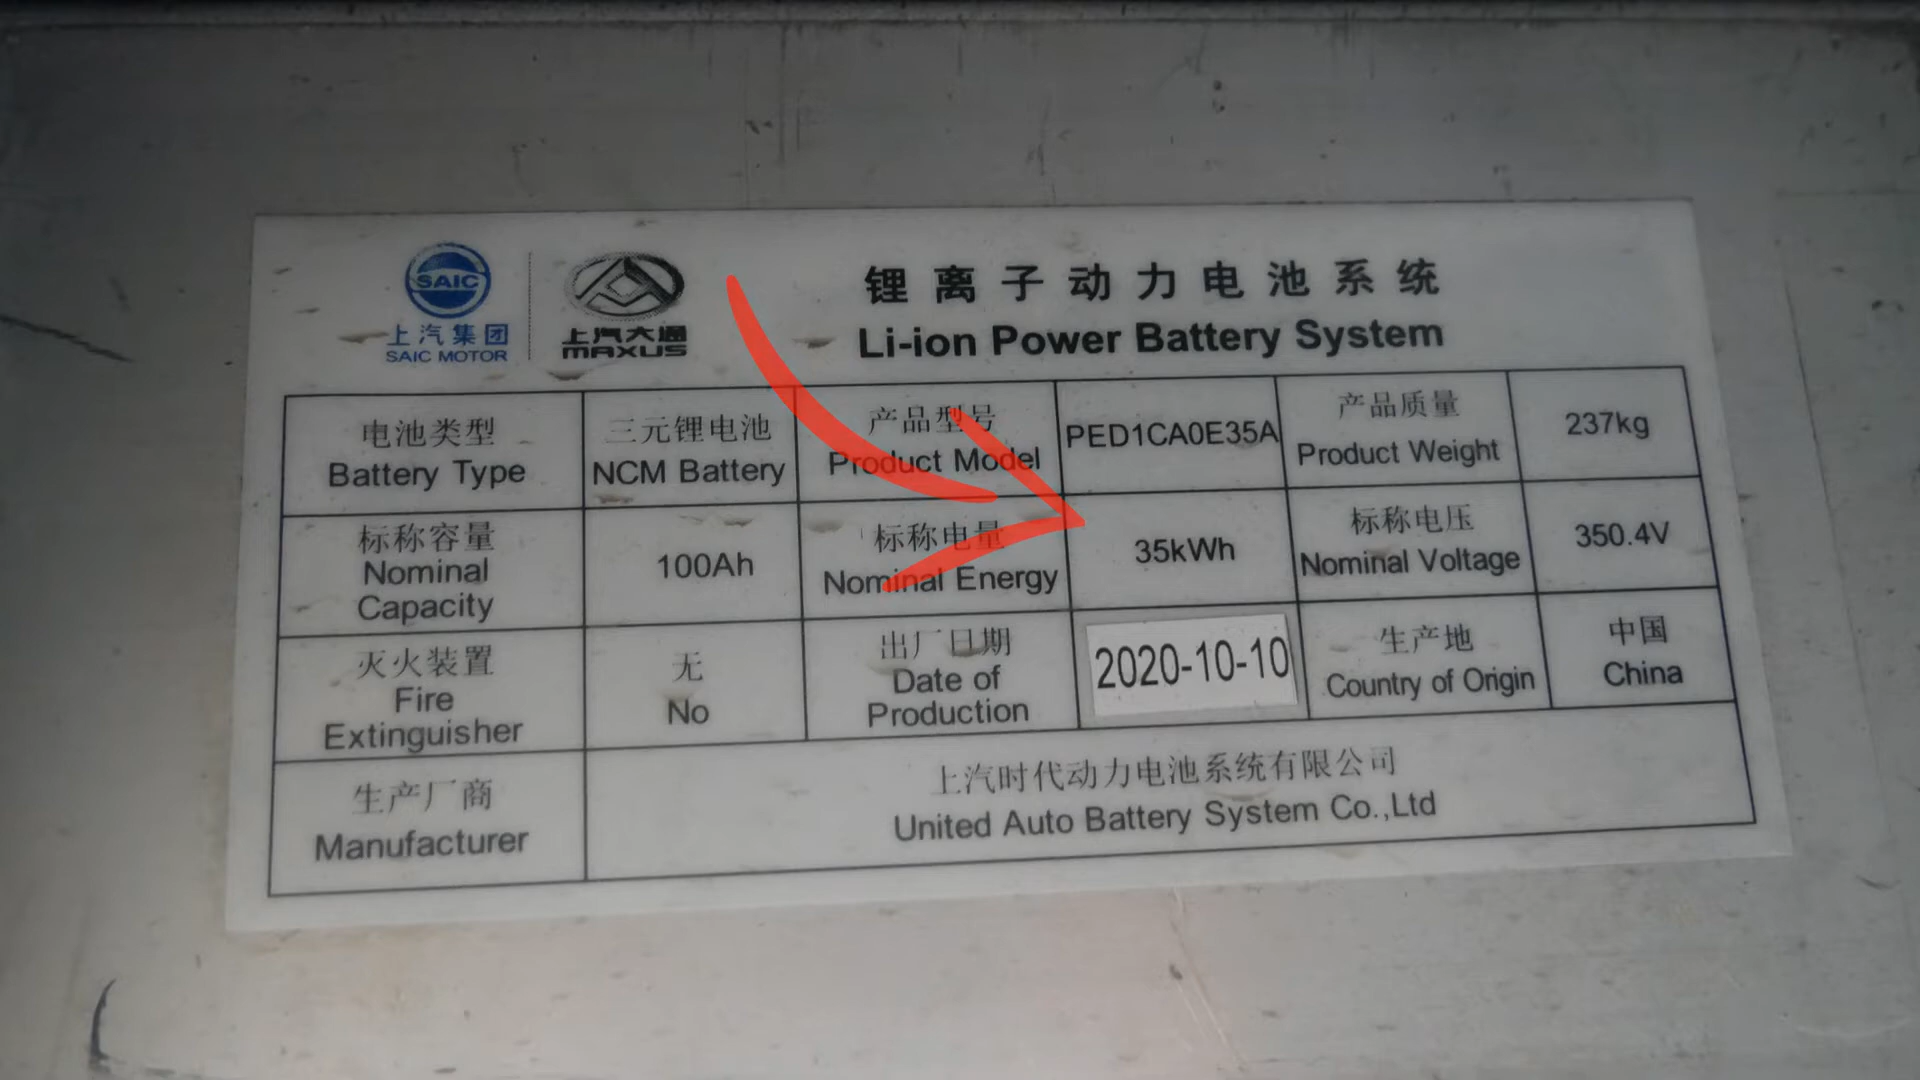 SAIC
上汽集团
SAIC MOTOR
上汽大通
MAXUS
锂离子动力电池系统
Li-ion Power Battery System
电池类型
Battery Type
三元锂电池
NCM Battery
产品型号
Product Model
PED1CA0E35A
产品质量
Product Weight
237kg
标称容量
Nominal
Capacity
100Ah
标称电量
Nominal Energy
35kWh
标称电压
Nominal Voltage
350.4V
灭火装置
Fire
Extinguisher
无
No
出厂日期
Date of
Production
2020-10-10
生产地
Country of Origin
中国
China
生产厂商
Manufacturer
上汽时代动力电池系统有限公司
United Auto Battery System Co.,Ltd